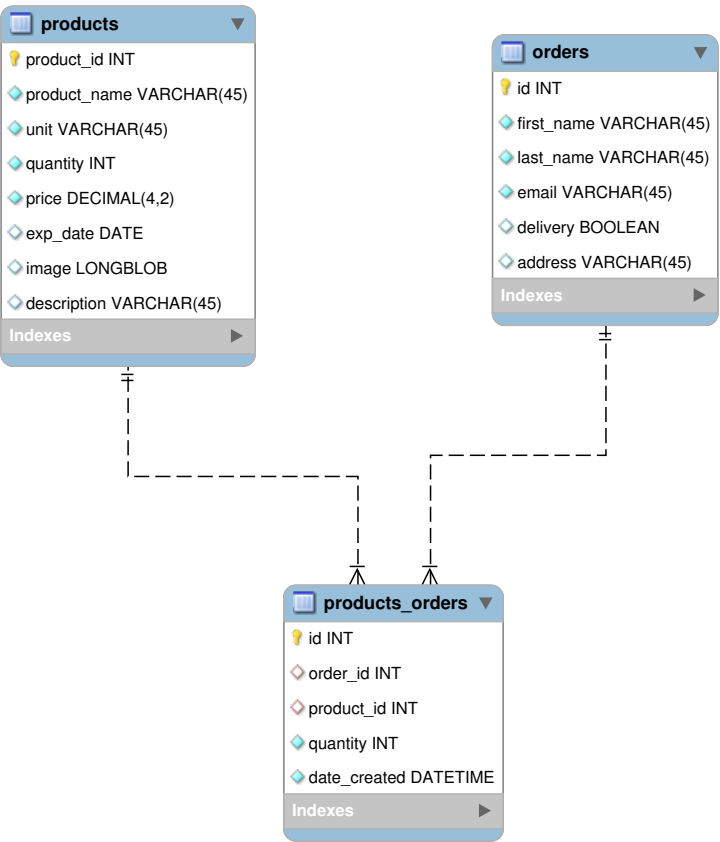 products
product_id INT
product_name VARCHAR(45)
unit VARCHAR(45)
quantity INT
price DECIMAL(4,2)
exp_date DATE
image LONGBLOB
description VARCHAR(45)
Indexes
orders
id INT
first_name VARCHAR(45)
last_name VARCHAR(45)
email VARCHAR(45)
delivery BOOLEAN
address VARCHAR(45)
Indexes
products_orders
id INT
order_id INT
product_id INT
quantity INT
date_created DATETIME
Indexes